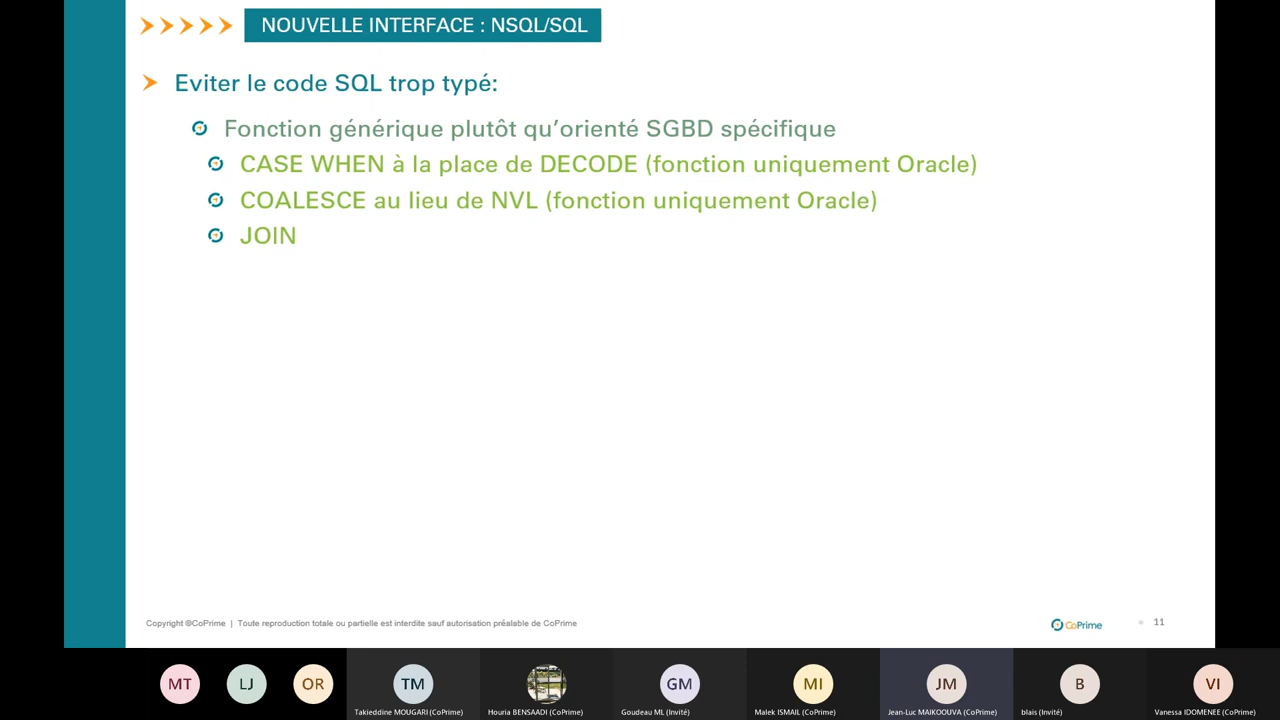 NOUVELLE INTERFACE : NSQL/SQL
Eviter le code SQL trop typé:
Fonction générique plutôt qu'orienté SGBD spécifique
CASE WHEN à la place de DECODE (fonction uniquement Oracle)
COALESCE au lieu de NVL (fonction uniquement Oracle)
JOIN
Copyright ©CoPrime | Toute reproduction totale ou partielle est interdite sauf autorisation préalable de CoPrime
CoPrime
11
MT
LJ
OR
TM
GM
MI
JM
B
VI
Takieddine MOUGARI (CoPrime)
Houria BENSAADI (CoPrime)
Goudeau ML (Invité)
Malek ISMAIL (CoPrime)
Jean-Luc MAIKOOUVA (CoPrime)
blais (Invité)
Vanessa IDOMENEE (CoPrime)